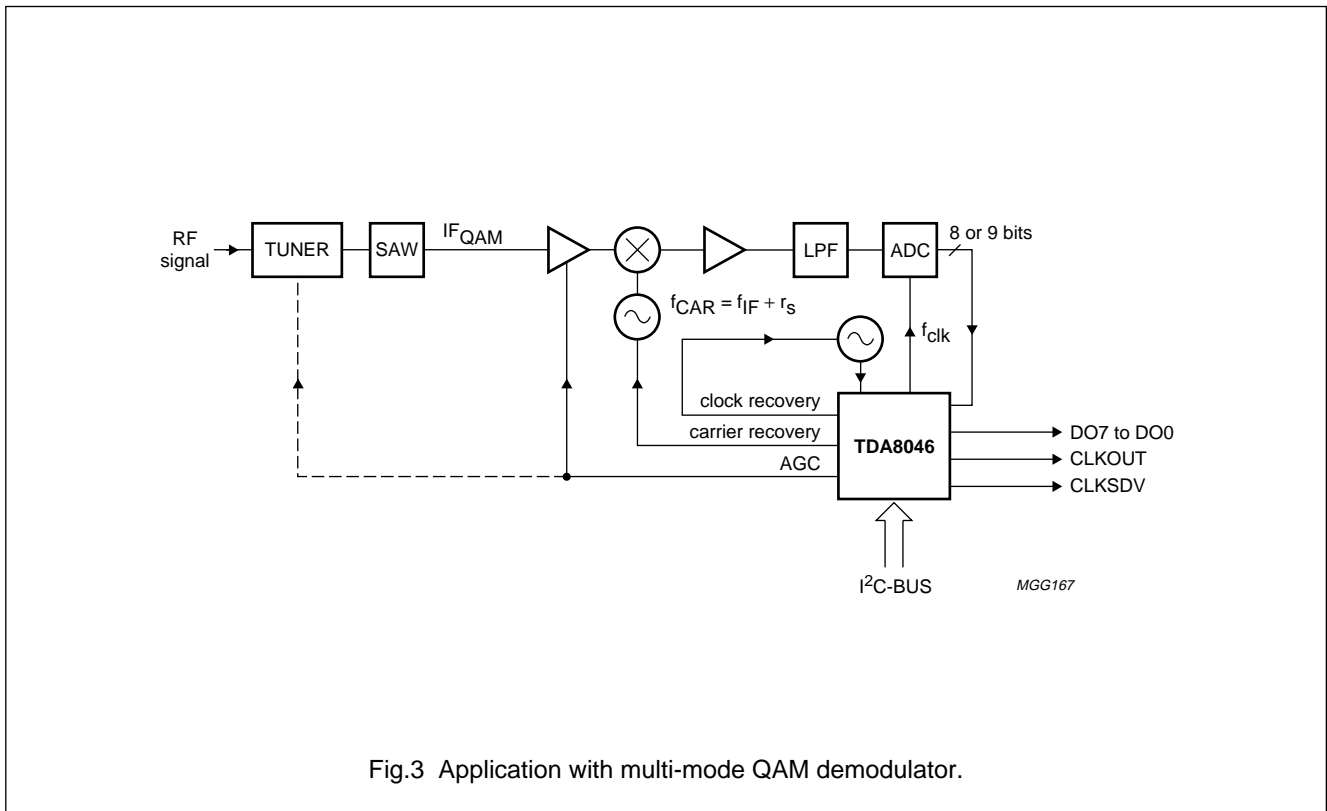 RF
signal
TUNER
SAW
IFQAM
LPF
ADC
8 or 9 bits
fCAR = fIF + rs
fclk
clock recovery
carrier recovery
AGC
TDA8046
DO7 to DO0
CLKOUT
CLKSDV
I²C-BUS
MGG167
Fig.3 Application with multi-mode QAM demodulator.